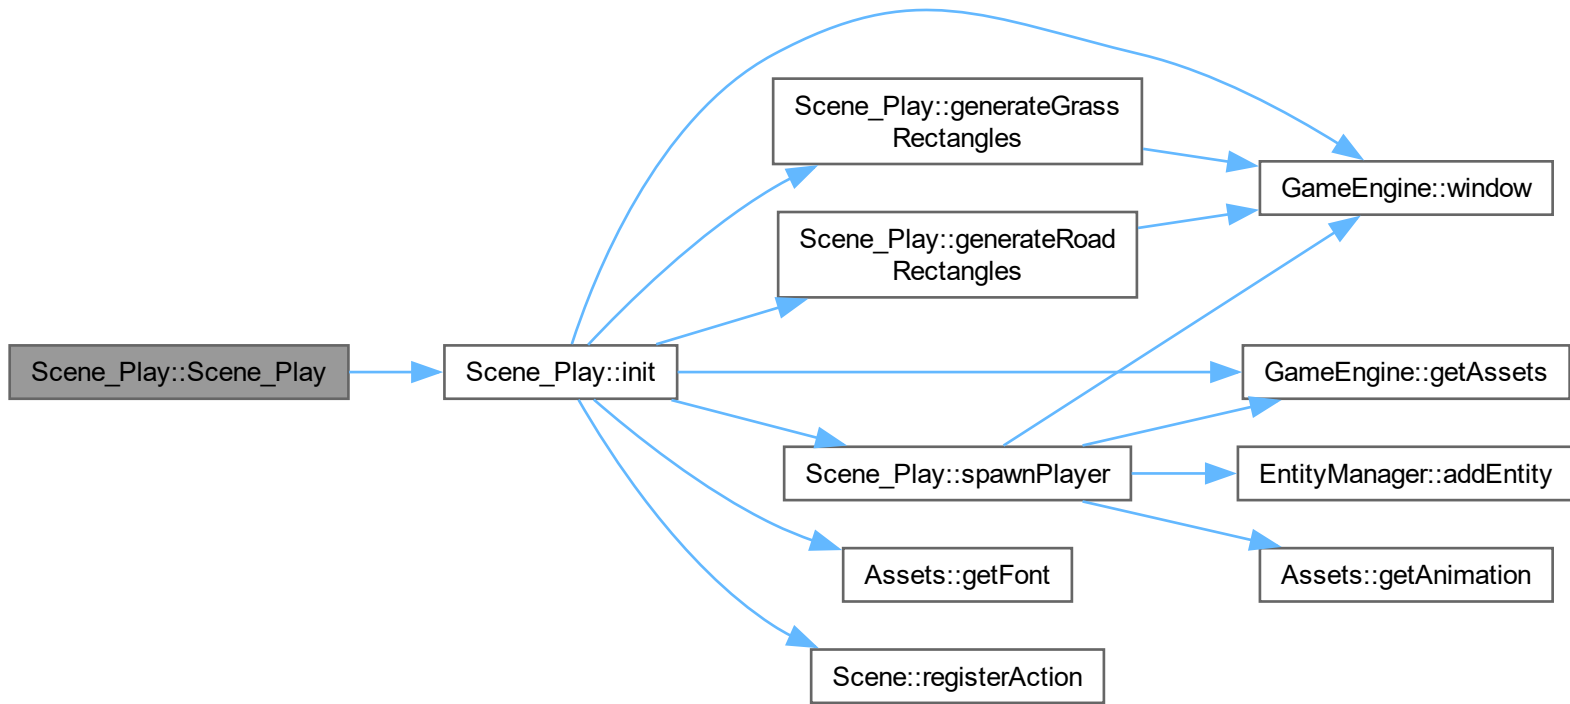 Scene_Play::Scene_Play
Scene_Play::init
Scene_Play::generateGrass
Rectangles
Scene_Play::generateRoad
Rectangles
Scene_Play::spawnPlayer
Assets::getFont
Scene::registerAction
GameEngine::window
GameEngine::getAssets
EntityManager::addEntity
Assets::getAnimation